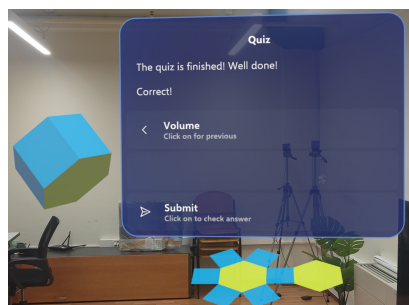 Quiz
The quiz is finished! Well done!
Correct!
Volume
Click on for previous
Submit
Click on to check answer